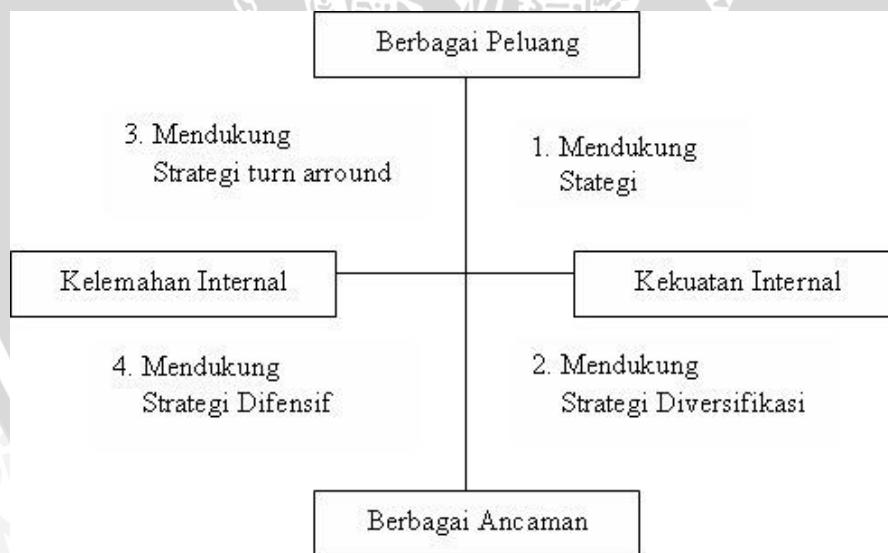 Berbagai Peluang
3. Mendukung
Strategi turn arround
1. Mendukung
Stategi
Kelemahan Internal
Kekuatan Internal
4. Mendukung
Strategi Difensif
2. Mendukung
Strategi Diversifikasi
Berbagai Ancaman